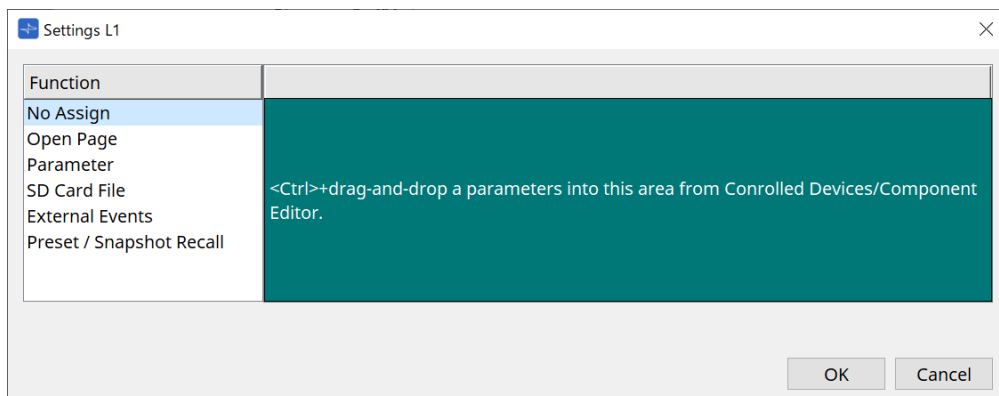 Settings L1
Function
No Assign
Open Page
Parameter
SD Card File
External Events
Preset / Snapshot Recall
<Ctrl>+drag-and-drop a parameters into this area from Conrolled Devices/Component
Editor.
OK
Cancel